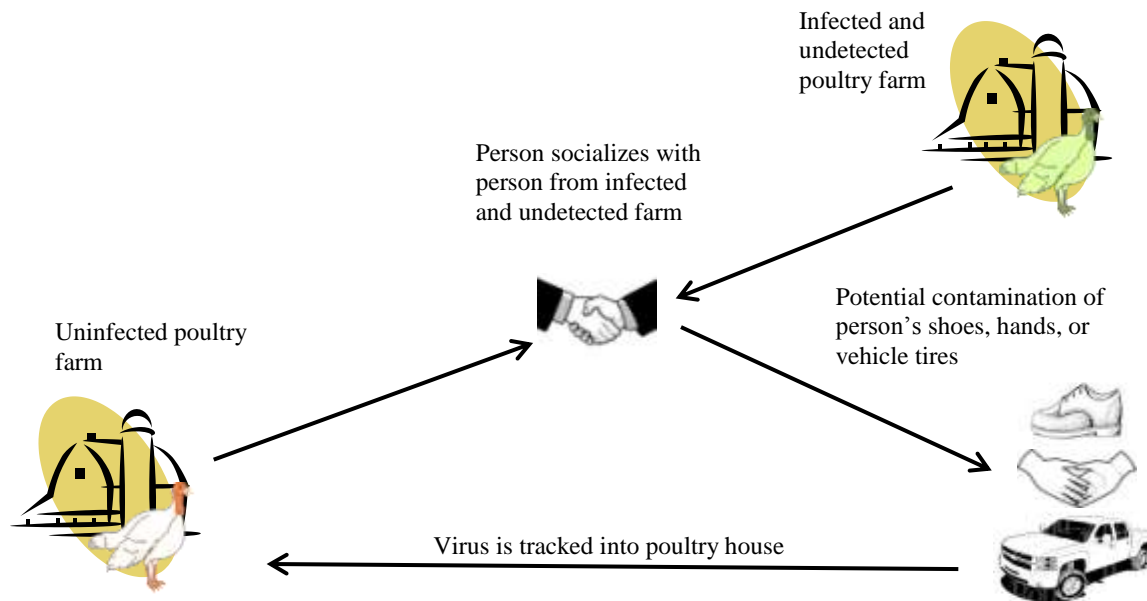 Infected and
undetected
poultry farm
Person socializes with
person from infected
and undetected farm
Potential contamination of
person's shoes, hands, or
vehicle tires
Uninfected poultry
farm
Virus is tracked into poultry house